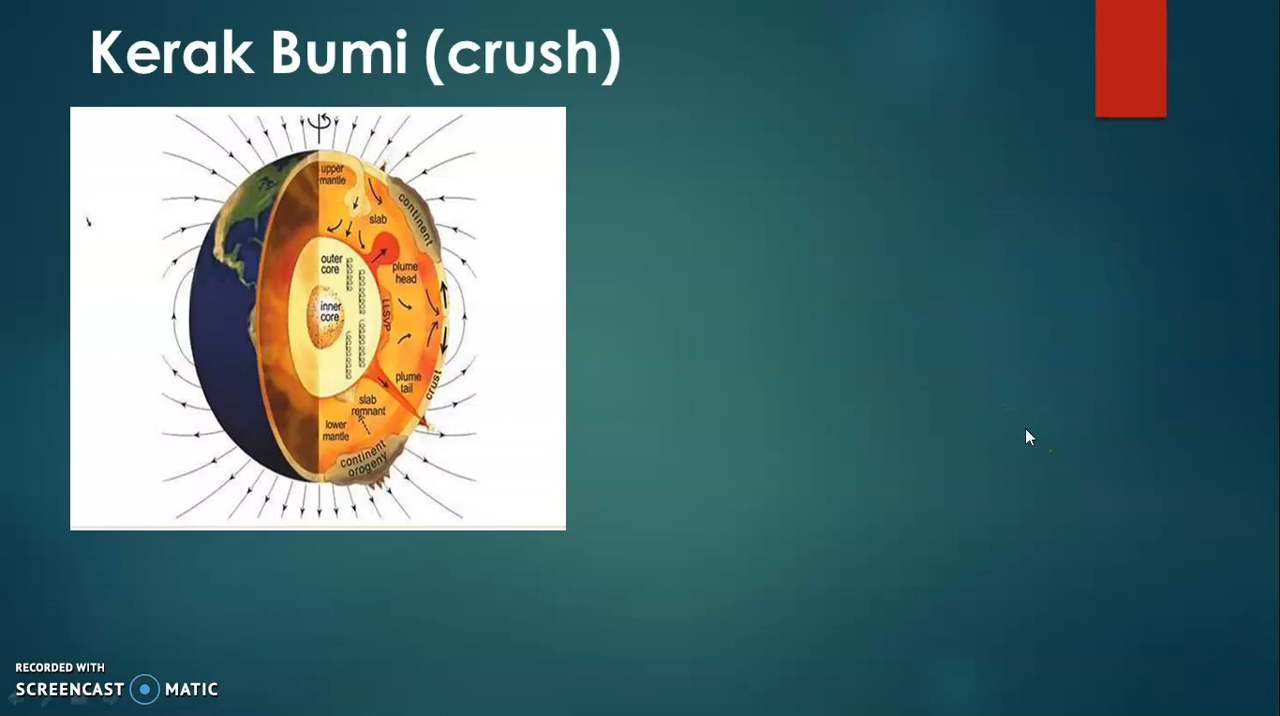 Kerak Bumi (crush)
upper
mantle
continent
slab
outer
core
plume
head
inner
core
LLSVP
plume
tail
crust
slab
remnant
lower
mantle
continent
orogeny
RECORDED WITH
SCREENCAST MATIC